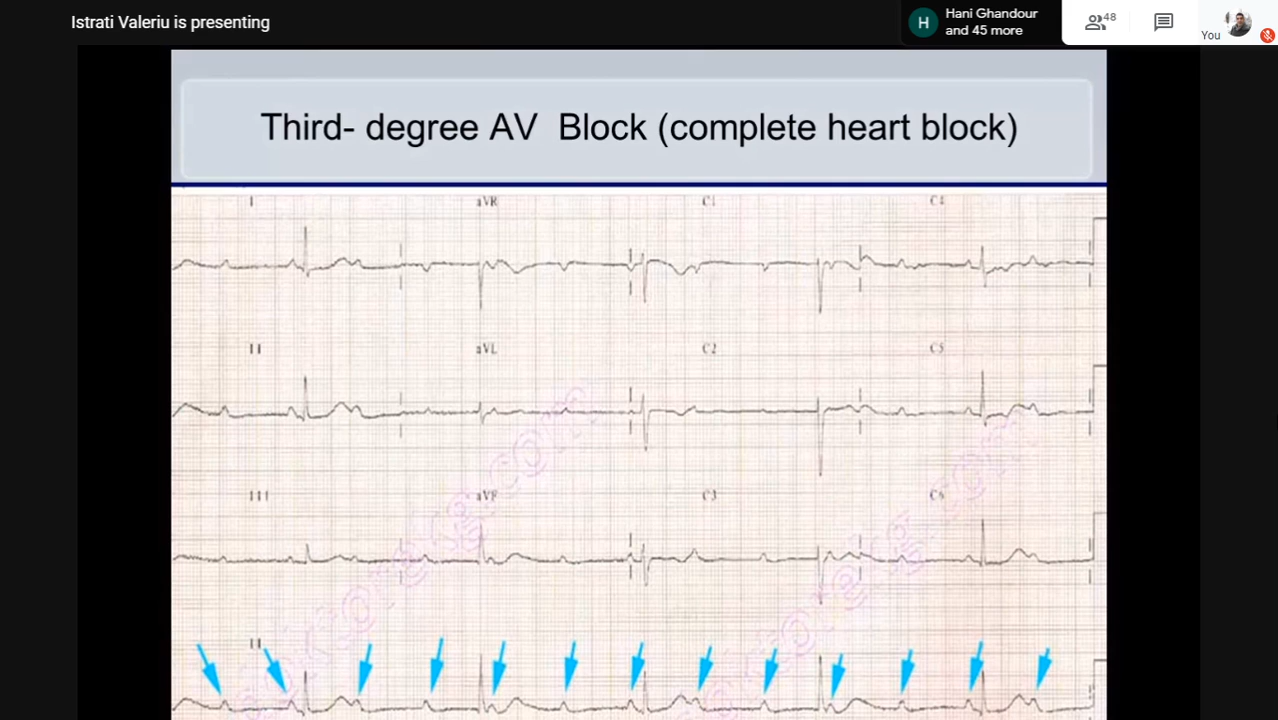 Istrati Valeriu is presenting
H
Hani Ghandour
and 45 more
48
You
Third- degree AV Block (complete heart block)
I aVR C1 C4
II aVL C2 C5
III aVF C3 C6
II